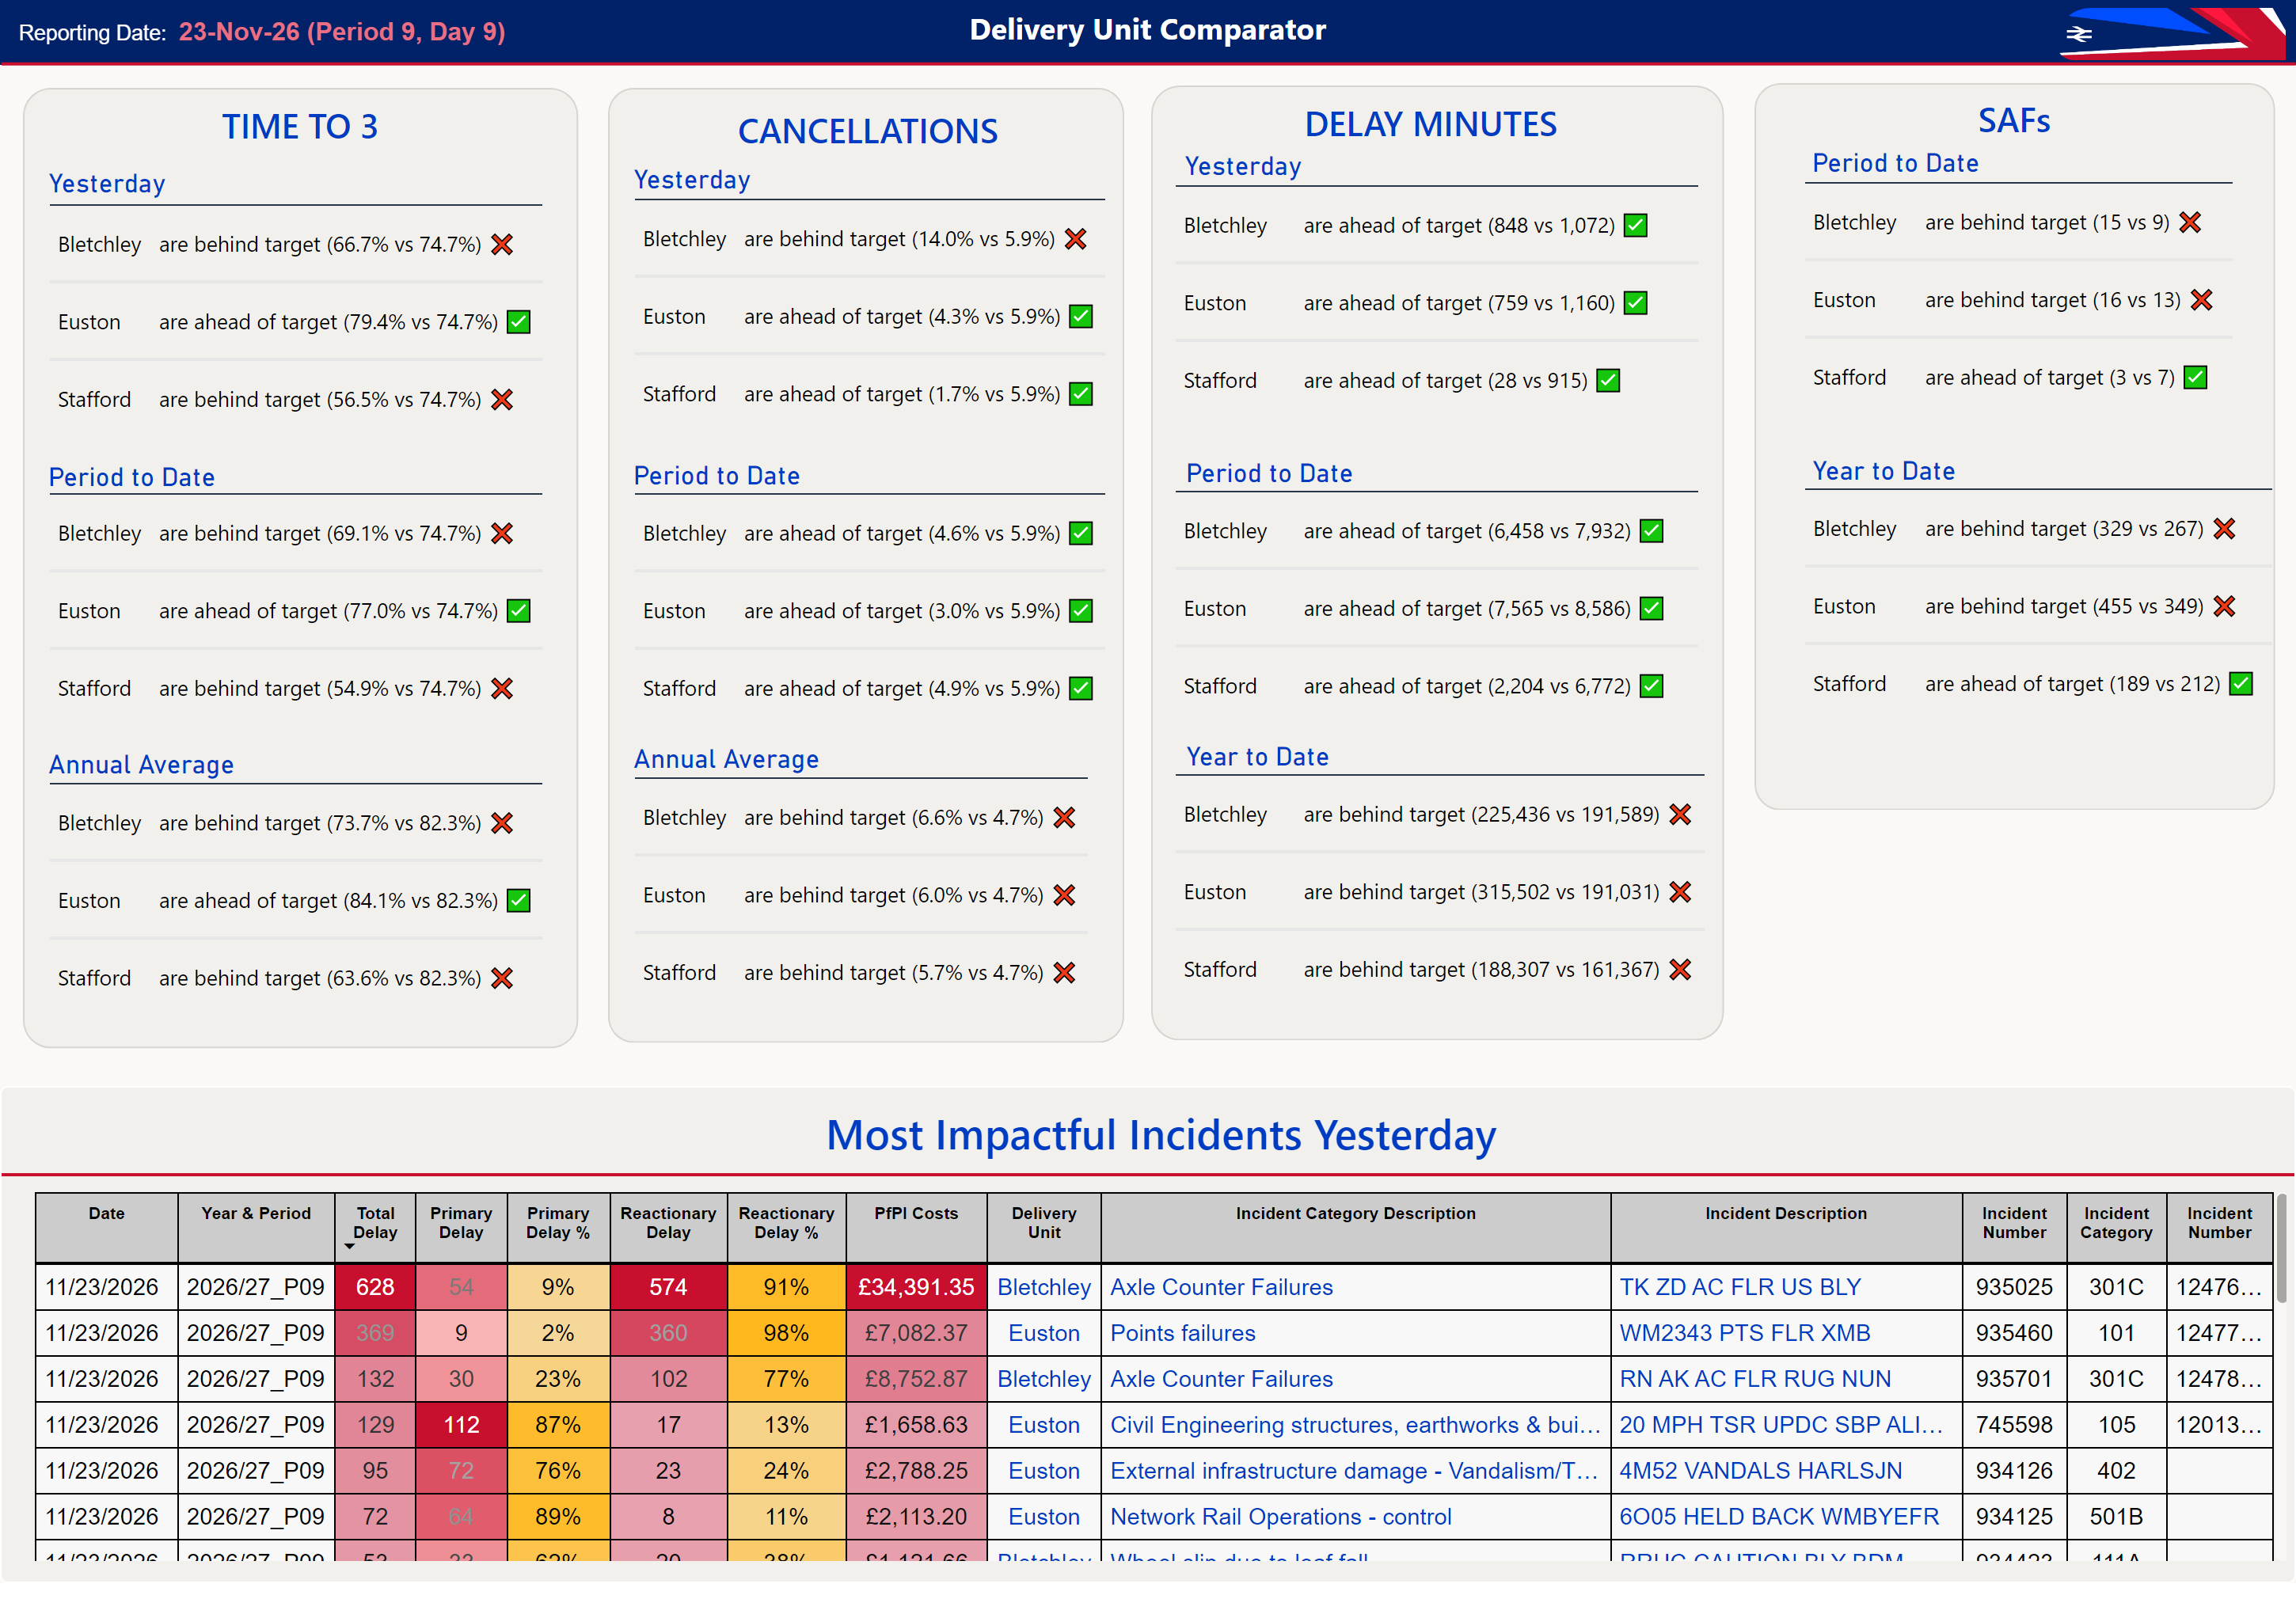 Reporting Date: 23-Nov-26 (Period 9, Day 9)
Delivery Unit Comparator
TIME TO 3
Yesterday
Bletchley are behind target (66.7% vs 74.7%) ❌
Euston are ahead of target (79.4% vs 74.7%) ✅
Stafford are behind target (56.5% vs 74.7%) ❌
Period to Date
Bletchley are behind target (69.1% vs 74.7%) ❌
Euston are ahead of target (77.0% vs 74.7%) ✅
Stafford are behind target (54.9% vs 74.7%) ❌
Annual Average
Bletchley are behind target (73.7% vs 82.3%) ❌
Euston are ahead of target (84.1% vs 82.3%) ✅
Stafford are behind target (63.6% vs 82.3%) ❌
CANCELLATIONS
Yesterday
Bletchley are behind target (14.0% vs 5.9%) ❌
Euston are ahead of target (4.3% vs 5.9%) ✅
Stafford are ahead of target (1.7% vs 5.9%) ✅
Period to Date
Bletchley are ahead of target (4.6% vs 5.9%) ✅
Euston are ahead of target (3.0% vs 5.9%) ✅
Stafford are ahead of target (4.9% vs 5.9%) ✅
Annual Average
Bletchley are behind target (6.6% vs 4.7%) ❌
Euston are behind target (6.0% vs 4.7%) ❌
Stafford are behind target (5.7% vs 4.7%) ❌
DELAY MINUTES
Yesterday
Bletchley are ahead of target (848 vs 1,072) ✅
Euston are ahead of target (759 vs 1,160) ✅
Stafford are ahead of target (28 vs 915) ✅
Period to Date
Bletchley are ahead of target (6,458 vs 7,932) ✅
Euston are ahead of target (7,565 vs 8,586) ✅
Stafford are ahead of target (2,204 vs 6,772) ✅
Year to Date
Bletchley are behind target (225,436 vs 191,589) ❌
Euston are behind target (315,502 vs 191,031) ❌
Stafford are behind target (188,307 vs 161,367) ❌
SAFs
Period to Date
Bletchley are behind target (15 vs 9) ❌
Euston are behind target (16 vs 13) ❌
Stafford are ahead of target (3 vs 7) ✅
Year to Date
Bletchley are behind target (329 vs 267) ❌
Euston are behind target (455 vs 349) ❌
Stafford are ahead of target (189 vs 212) ✅
Most Impactful Incidents Yesterday
Date Year & Period Total Delay Primary Delay Primary Delay % Reactionary Delay Reactionary Delay % PfPI Costs Delivery Unit Incident Category Description Incident Description Incident Number Incident Category Incident Number
11/23/2026 2026/27_P09 628 54 9% 574 91% £34,391.35 Bletchley Axle Counter Failures TK ZD AC FLR US BLY 935025 301C 12476...
11/23/2026 2026/27_P09 369 9 2% 360 98% £7,082.37 Euston Points failures WM2343 PTS FLR XMB 935460 101 12477...
11/23/2026 2026/27_P09 132 30 23% 102 77% £8,752.87 Bletchley Axle Counter Failures RN AK AC FLR RUG NUN 935701 301C 12478...
11/23/2026 2026/27_P09 129 112 87% 17 13% £1,658.63 Euston Civil Engineering structures, earthworks & bui... 20 MPH TSR UPDC SBP ALI... 745598 105 12013...
11/23/2026 2026/27_P09 95 72 76% 23 24% £2,788.25 Euston External infrastructure damage - Vandalism/T... 4M52 VANDALS HARLSJN 934126 402
11/23/2026 2026/27_P09 72 64 89% 8 11% £2,113.20 Euston Network Rail Operations - control 6O05 HELD BACK WMBYEFR 934125 501B
11/23/2026 2026/27_P09 Bletchley Wheel slip due to leaf fall